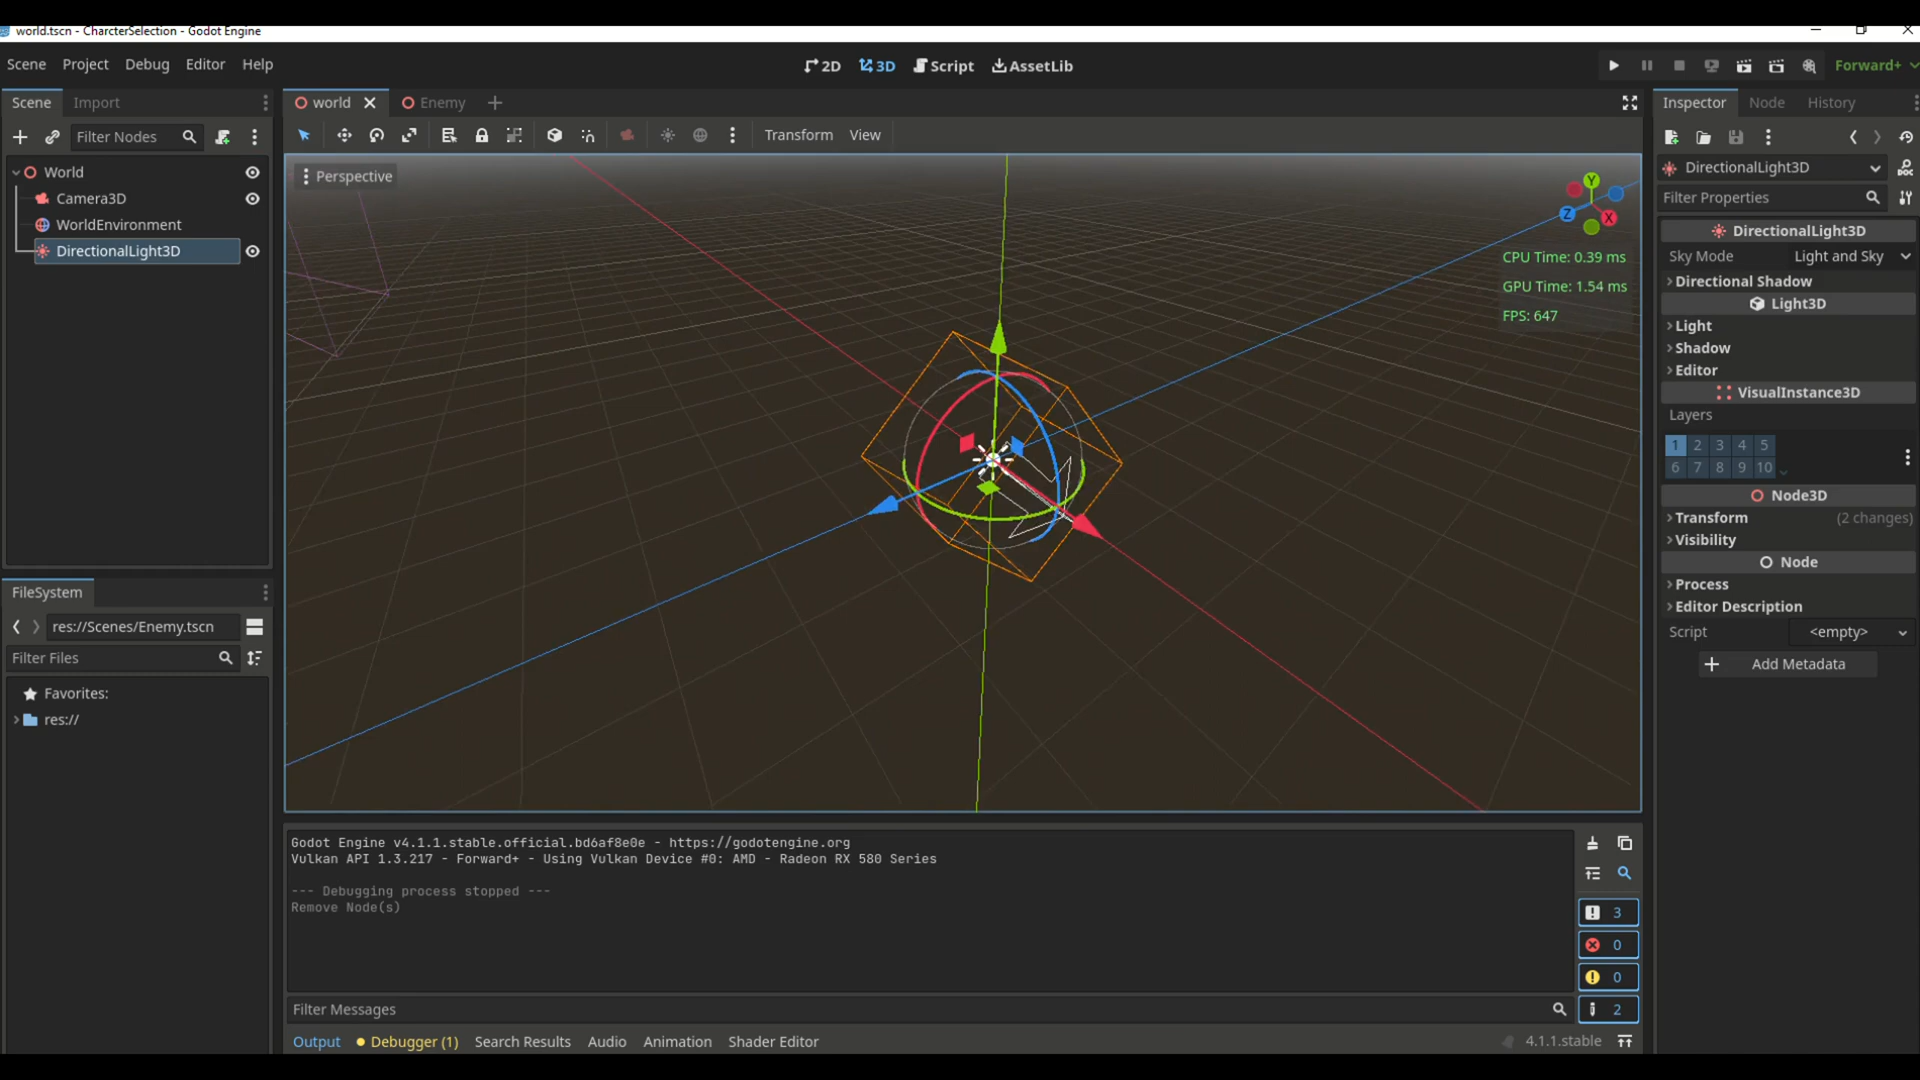 world.tscn - CharcterSelection - Godot Engine
Scene Project Debug Editor Help
2D 3D Script AssetLib
Forward+
Scene Import
Filter Nodes
World
Camera3D
WorldEnvironment
DirectionalLight3D
FileSystem
res://Scenes/Enemy.tscn
Filter Files
Favorites:
res://
world Enemy
Transform View
Perspective
Y
Z X
CPU Time: 0.39 ms
GPU Time: 1.54 ms
FPS: 647
Godot Engine v4.1.1.stable.official.bd6af8e0e - https://godotengine.org
Vulkan API 1.3.217 - Forward+ - Using Vulkan Device #0: AMD - Radeon RX 580 Series
--- Debugging process stopped ---
Remove Node(s)
3
0
0
2
Filter Messages
Output Debugger (1) Search Results Audio Animation Shader Editor
4.1.1.stable
Inspector Node History
DirectionalLight3D
Filter Properties
DirectionalLight3D
Sky Mode Light and Sky
Directional Shadow
Light3D
Light
Shadow
Editor
VisualInstance3D
Layers
1 2 3 4 5
6 7 8 9 10
Node3D
Transform (2 changes)
Visibility
Node
Process
Editor Description
Script <empty>
Add Metadata